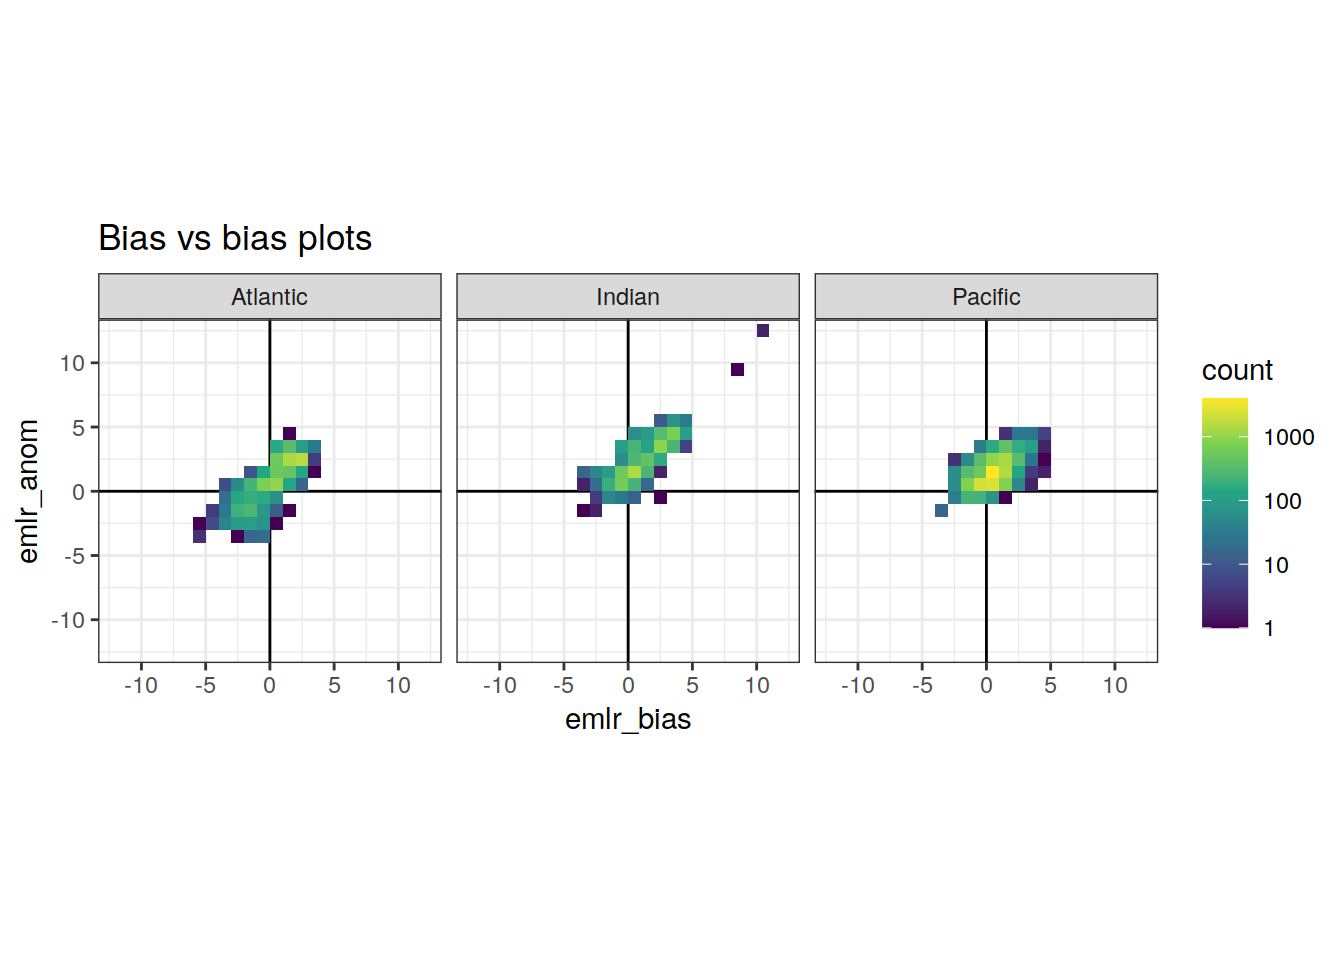 Bias vs bias plots
Atlantic Indian Pacific
10
5
0
-5
-10
emlr_anom
-10 -5 0 5 10 -10 -5 0 5 10 -10 -5 0 5 10
emlr_bias
count
1000
100
10
1